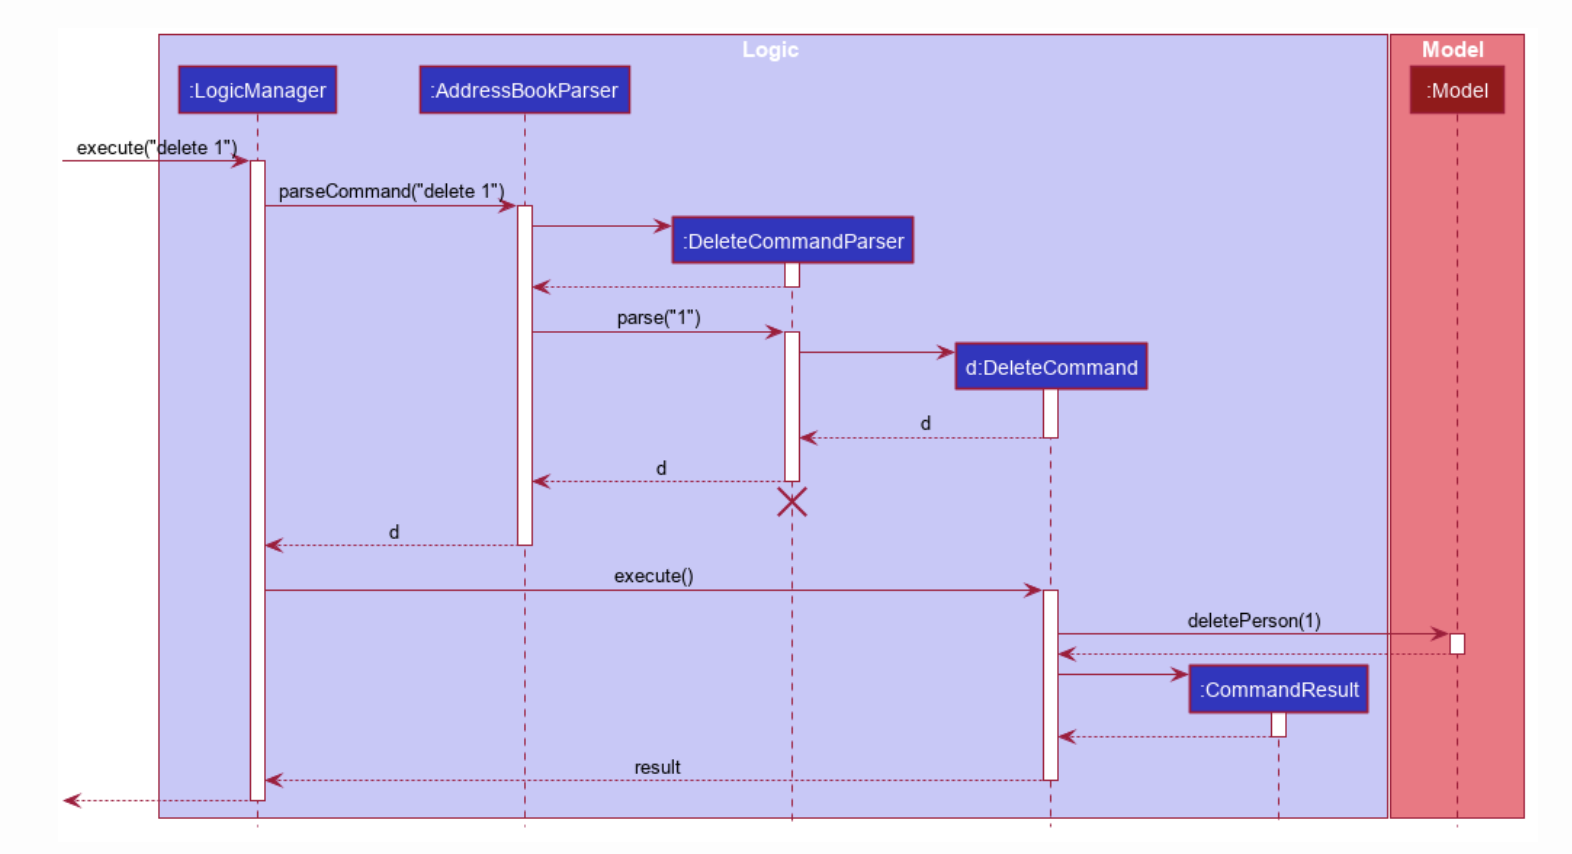 Logic
Model
:LogicManager
:AddressBookParser
:Model
execute("delete 1")
parseCommand("delete 1")
:DeleteCommandParser
parse("1")
d:DeleteCommand
d
d
d
execute()
deletePerson(1)
:CommandResult
result